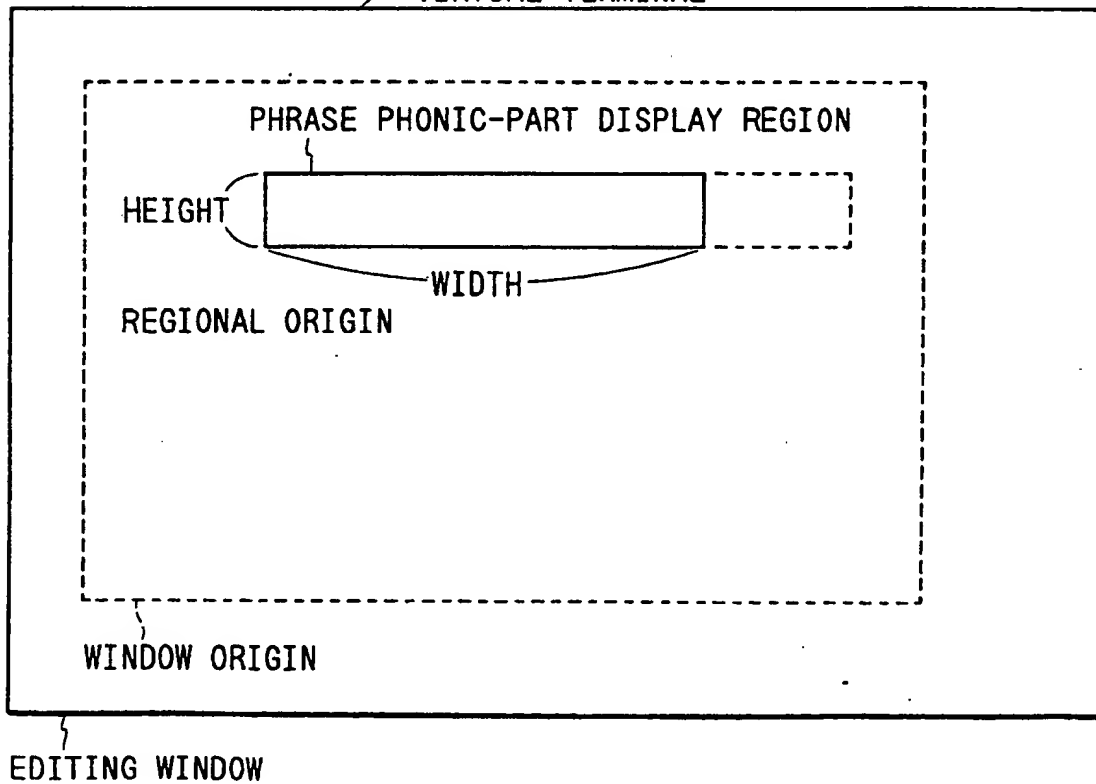 PHRASE PHONIC-PART DISPLAY REGION
HEIGHT
WIDTH
REGIONAL ORIGIN
WINDOW ORIGIN
EDITING WINDOW